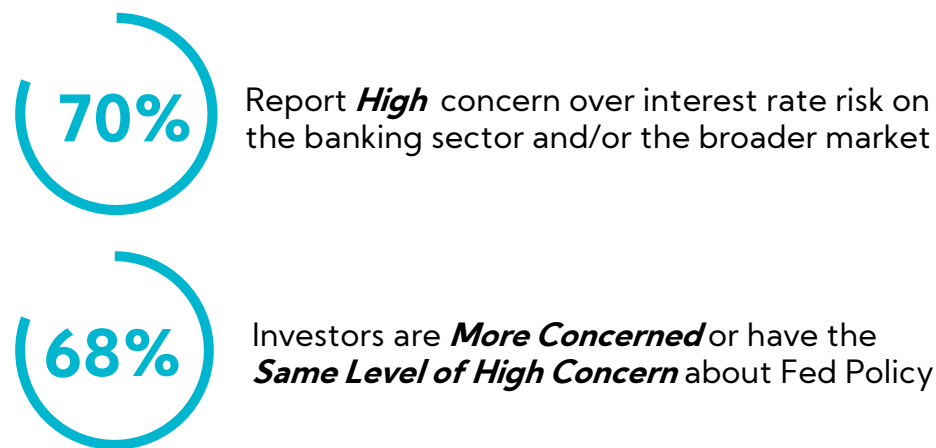 70%
Report High concern over interest rate risk on
the banking sector and/or the broader market
68%
Investors are More Concerned or have the
Same Level of High Concern about Fed Policy